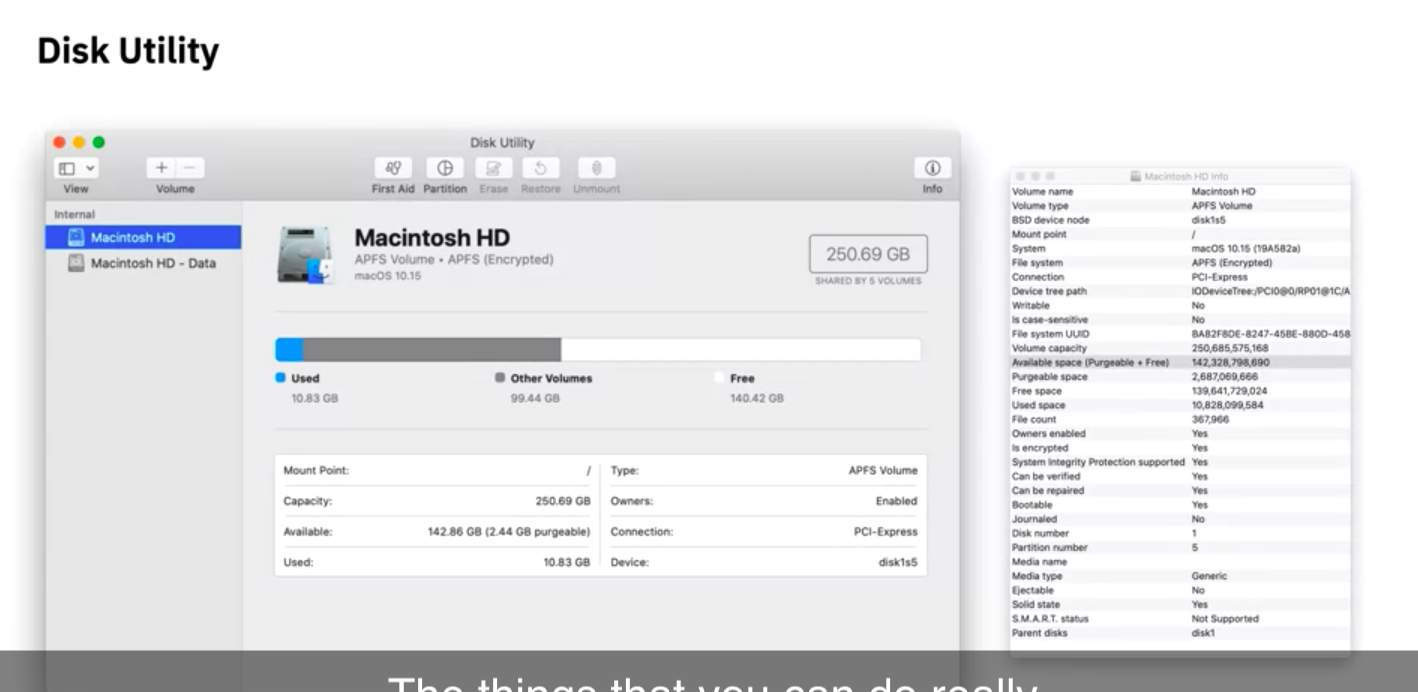 Disk Utility
Disk Utility
View
Volume
First Aid
Partition
Erase
Restore
Unmount
Info
Internal
Macintosh HD
Macintosh HD - Data
Macintosh HD
APFS Volume • APFS (Encrypted)
macOS 10.15
250.69 GB
SHARED BY 5 VOLUMES
Used
10.83 GB
Other Volumes
99.44 GB
Free
140.42 GB
Mount Point: /
Capacity: 250.69 GB
Available: 142.86 GB (2.44 GB purgeable)
Used: 10.83 GB
Type: APFS Volume
Owners: Enabled
Connection: PCI-Express
Device: disk1s5
Macintosh HD Info
Volume name Macintosh HD
Volume type APFS Volume
BSD device node disk1s5
Mount point /
System macOS 10.15 (19A582a)
File system APFS (Encrypted)
Connection PCI-Express
Device tree path IODeviceTree:/PCI0@0/RP01@1C/A
Writable No
Is case-sensitive No
File system UUID BA82F8DE-8247-45BE-880D-458
Volume capacity 250,685,575,168
Available space (Purgeable + Free) 142,328,798,690
Purgeable space 2,687,069,666
Free space 139,641,729,024
Used space 10,828,099,584
File count 367,966
Owners enabled Yes
Is encrypted Yes
System Integrity Protection supported Yes
Can be verified Yes
Can be repaired Yes
Bootable Yes
Journaled No
Disk number 1
Partition number 5
Media name
Media type Generic
Ejectable No
Solid state Yes
S.M.A.R.T. status Not Supported
Parent disks disk1
The things that you can do really